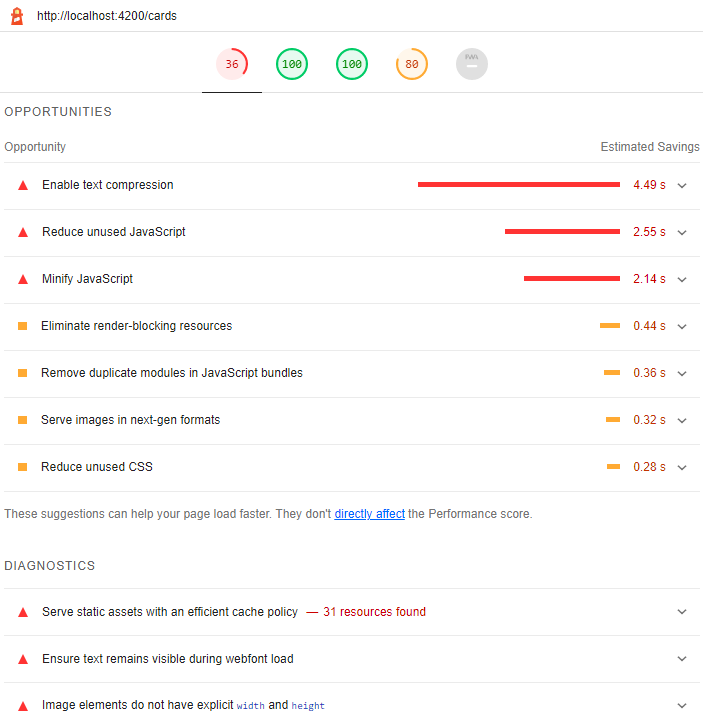 http://localhost:4200/cards
36 100 100 80 PWA
OPPORTUNITIES
Opportunity Estimated Savings
Enable text compression 4.49 s
Reduce unused JavaScript 2.55 s
Minify JavaScript 2.14 s
Eliminate render-blocking resources 0.44 s
Remove duplicate modules in JavaScript bundles 0.36 s
Serve images in next-gen formats 0.32 s
Reduce unused CSS 0.28 s
These suggestions can help your page load faster. They don't directly affect the Performance score.
DIAGNOSTICS
Serve static assets with an efficient cache policy — 31 resources found
Ensure text remains visible during webfont load
Image elements do not have explicit width and height